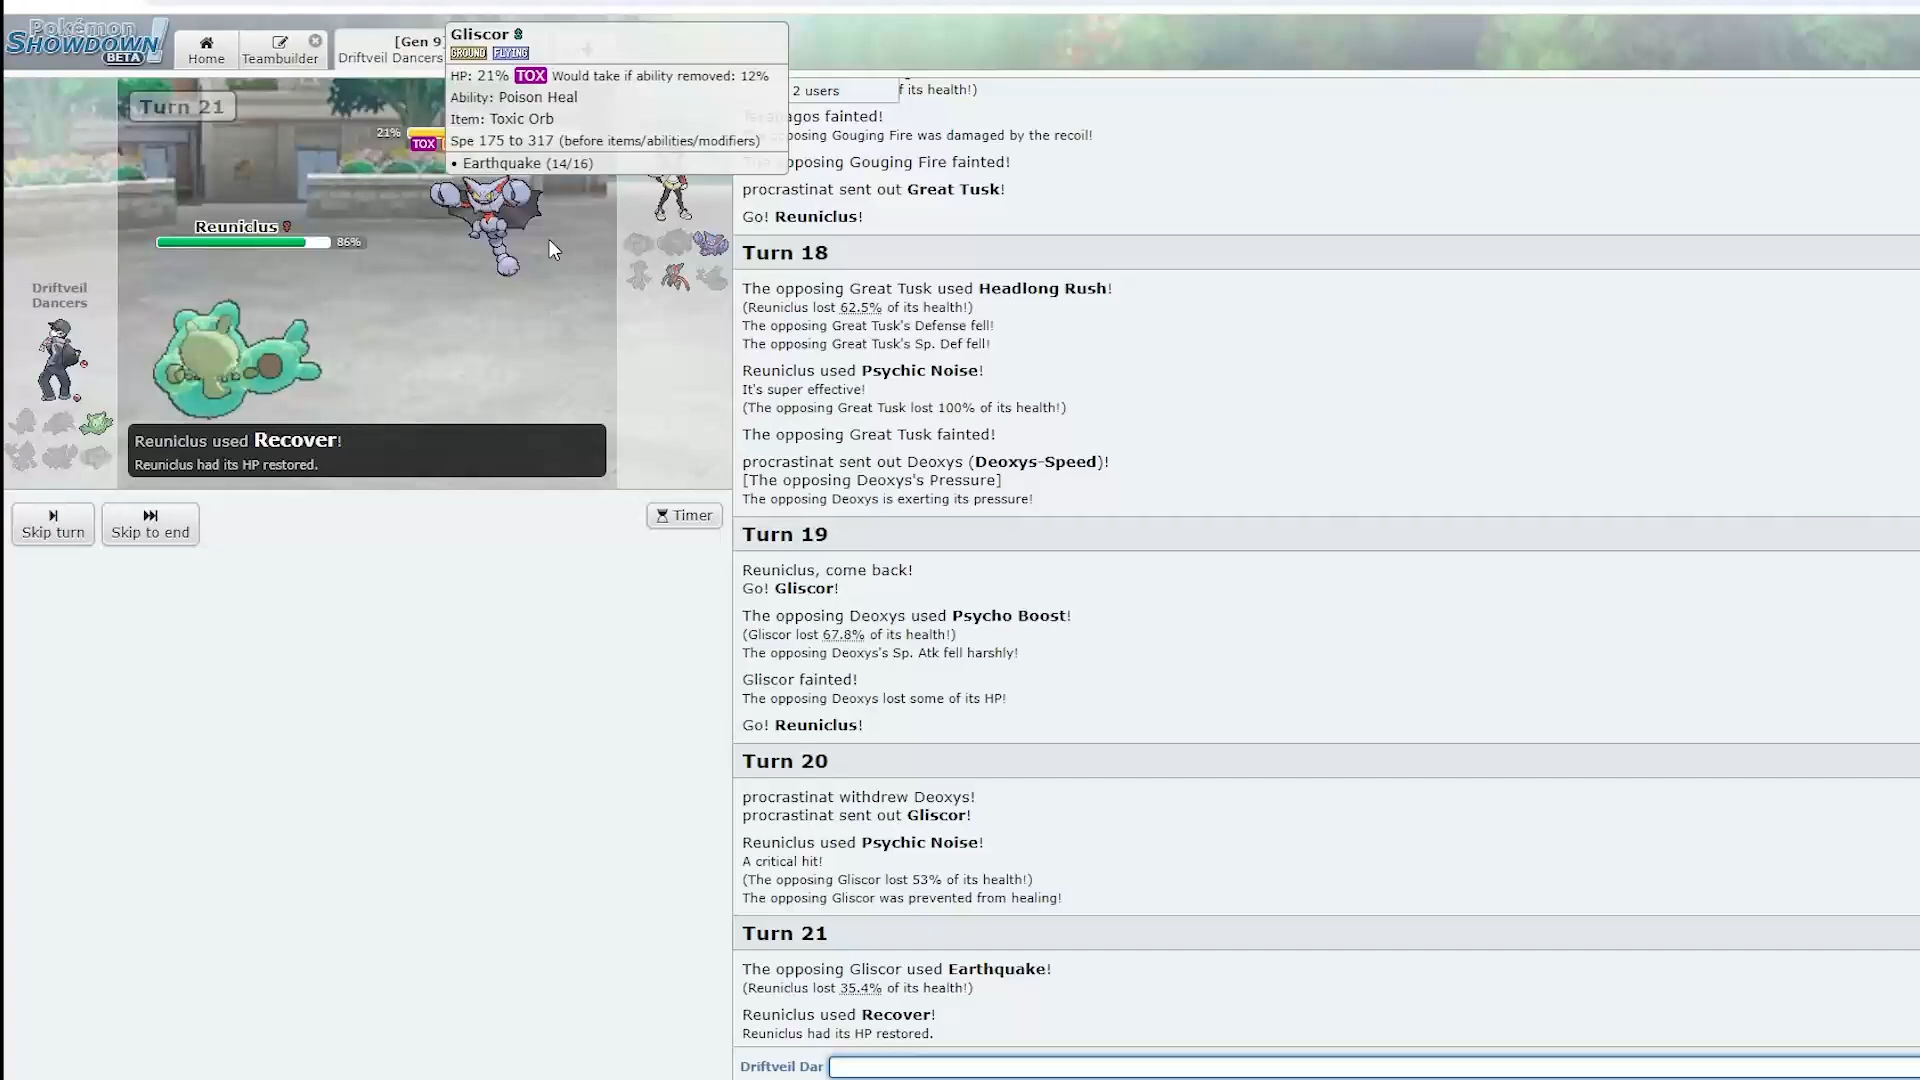 Pokémon
SHOWDOWN!
BETA
Home
Teambuilder
[Gen 9]
Driftveil Dancers
Gliscor
GROUND FLYING
HP: 21% TOX Would take if ability removed: 12%
Ability: Poison Heal
Item: Toxic Orb
Spe 175 to 317 (before items/abilities/modifiers)
• Earthquake (14/16)
Turn 21
21%
TOX
Reuniclus
86%
Driftveil
Dancers
Reuniclus used Recover!
Reuniclus had its HP restored.
Skip turn
Skip to end
Timer
2 users
f its health!)
fainted!
opposing Gouging Fire was damaged by the recoil!
opposing Gouging Fire fainted!
procrastinat sent out Great Tusk!
Go! Reuniclus!
Turn 18
The opposing Great Tusk used Headlong Rush!
(Reuniclus lost 62.5% of its health!)
The opposing Great Tusk's Defense fell!
The opposing Great Tusk's Sp. Def fell!
Reuniclus used Psychic Noise!
It's super effective!
(The opposing Great Tusk lost 100% of its health!)
The opposing Great Tusk fainted!
procrastinat sent out Deoxys (Deoxys-Speed)!
[The opposing Deoxys's Pressure]
The opposing Deoxys is exerting its pressure!
Turn 19
Reuniclus, come back!
Go! Gliscor!
The opposing Deoxys used Psycho Boost!
(Gliscor lost 67.8% of its health!)
The opposing Deoxys's Sp. Atk fell harshly!
Gliscor fainted!
The opposing Deoxys lost some of its HP!
Go! Reuniclus!
Turn 20
procrastinat withdrew Deoxys!
procrastinat sent out Gliscor!
Reuniclus used Psychic Noise!
A critical hit!
(The opposing Gliscor lost 53% of its health!)
The opposing Gliscor was prevented from healing!
Turn 21
The opposing Gliscor used Earthquake!
(Reuniclus lost 35.4% of its health!)
Reuniclus used Recover!
Reuniclus had its HP restored.
Driftveil Dar